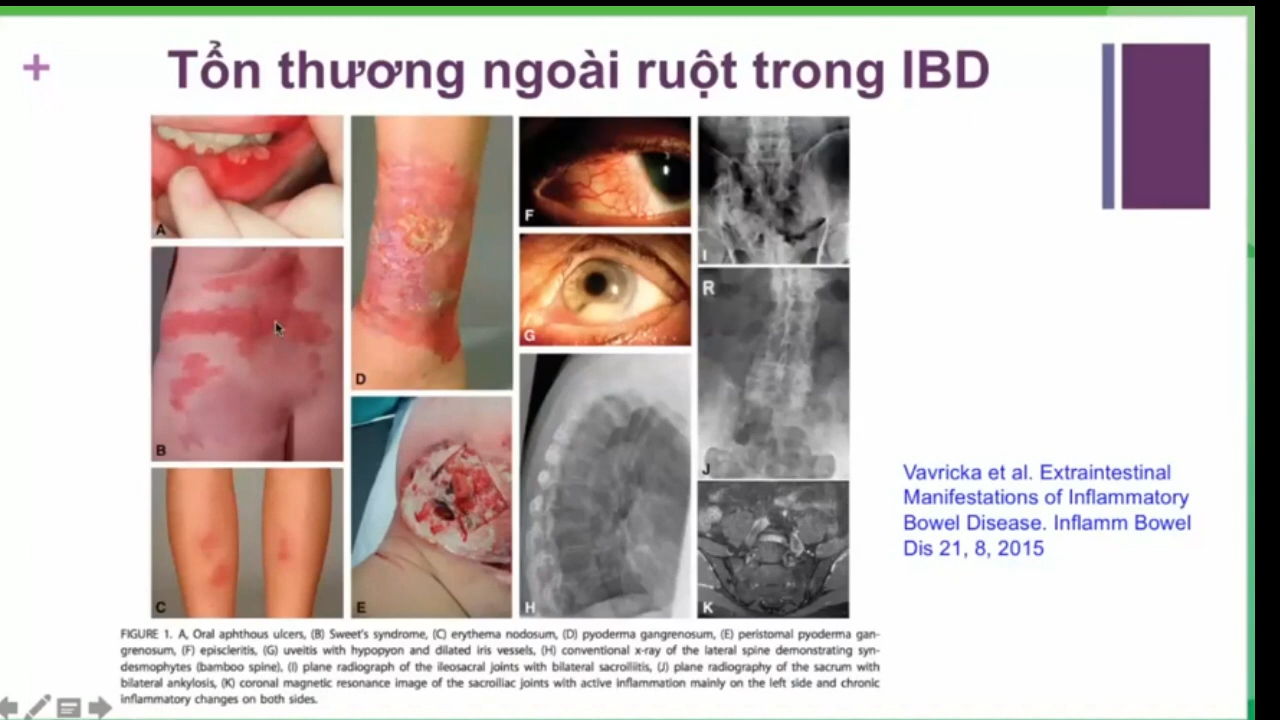 + Tổn thương ngoài ruột trong IBD
A
B
C
D
E
F
G
H
I
R
J
K
Vavricka et al. Extraintestinal
Manifestations of Inflammatory
Bowel Disease. Inflamm Bowel
Dis 21, 8, 2015
FIGURE 1. A, Oral aphthous ulcers, (B) Sweet's syndrome, (C) erythema nodosum, (D) pyoderma gangrenosum, (E) peristomal pyoderma gan-
grenosum, (F) episcleritis, (G) uveitis with hypopyon and dilated iris vessels, (H) conventional x-ray of the lateral spine demonstrating syn-
desmophytes (bamboo spine), (I) plane radiograph of the ileosacral joints with bilateral sacroiliitis, (J) plane radiography of the sacrum with
bilateral ankylosis, (K) coronal magnetic resonance image of the sacroiliac joints with active inflammation mainly on the left side and chronic
inflammatory changes on both sides.